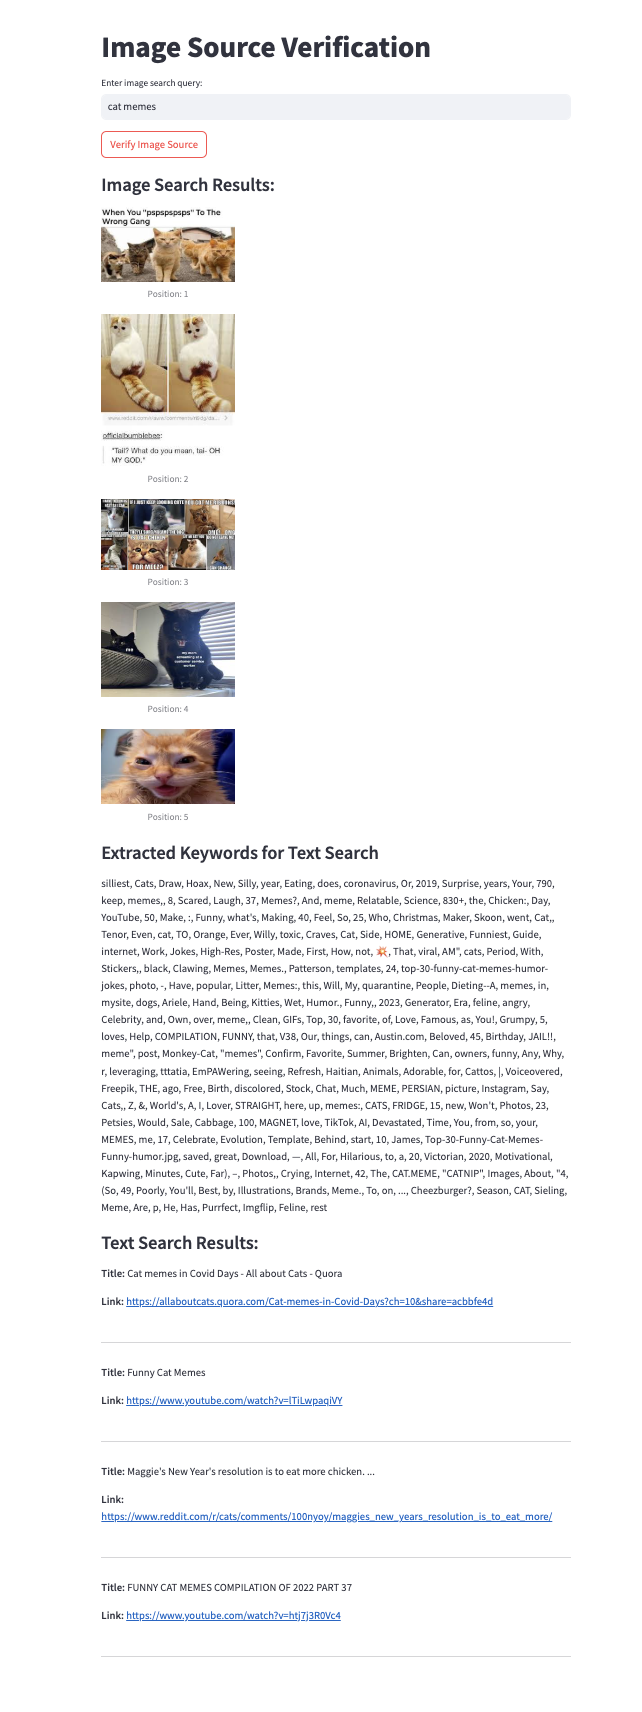 Image Source Verification
Enter image search query:
cat memes
Verify Image Source
Image Search Results:
When You "pspspspsps" To The
Wrong Gang
Position: 1
officialbumblebee:
"Tail? What do you mean, tai- OH
MY GOD."
Position: 2
IF I JUST KEEP LOOKING CUTE
FOR MEEZ?
Position: 3
me
my mom
screaming at a
customer service
worker
Position: 4
Position: 5
Extracted Keywords for Text Search
silliest, Cats, Draw, Hoax, New, Silly, year, Eating, does, coronavirus, Or, 2019, Surprise, years, Your, 790,
keep, memes,, 8, Scared, Laugh, 37, Memes?, And, meme, Relatable, Science, 830+, the, Chicken:, Day,
YouTube, 50, Make, :, Funny, what's, Making, 40, Feel, So, 25, Who, Christmas, Maker, Skoon, went, Cat,,
Tenor, Even, cat, TO, Orange, Ever, Willy, toxic, Craves, Cat, Side, HOME, Generative, Funniest, Guide,
internet, Work, Jokes, High-Res, Poster, Made, First, How, not, 💥, That, viral, AM", cats, Period, With,
Stickers,, black, Clawing, Memes, Memes., Patterson, templates, 24, top-30-funny-cat-memes-humor-
jokes, photo, -, Have, popular, Litter, Memes:, this, Will, My, quarantine, People, Dieting--A, memes, in,
mysite, dogs, Ariele, Hand, Being, Kitties, Wet, Humor., Funny,, 2023, Generator, Era, feline, angry,
Celebrity, and, Own, over, meme,, Clean, GIFs, Top, 30, favorite, of, Love, Famous, as, You!, Grumpy, 5,
loves, Help, COMPILATION, FUNNY, that, V38, Our, things, can, Austin.com, Beloved, 45, Birthday, JAIL!!,
meme", post, Monkey-Cat, "memes", Confirm, Favorite, Summer, Brighten, Can, owners, funny, Any, Why,
r, leveraging, tttatia, EmPAWering, seeing, Refresh, Haitian, Animals, Adorable, for, Cattos, |, Voiceovered,
Freepik, THE, ago, Free, Birth, discolored, Stock, Chat, Much, MEME, PERSIAN, picture, Instagram, Say,
Cats,, Z, &, World's, A, I, Lover, STRAIGHT, here, up, memes:, CATS, FRIDGE, 15, new, Won't, Photos, 23,
Petsies, Would, Sale, Cabbage, 100, MAGNET, love, TikTok, AI, Devastated, Time, You, from, so, your,
MEMES, me, 17, Celebrate, Evolution, Template, Behind, start, 10, James, Top-30-Funny-Cat-Memes-
Funny-humor.jpg, saved, great, Download, —, All, For, Hilarious, to, a, 20, Victorian, 2020, Motivational,
Kapwing, Minutes, Cute, Far), –, Photos,, Crying, Internet, 42, The, CAT.MEME, "CATNIP", Images, About, "4,
(So, 49, Poorly, You'll, Best, by, Illustrations, Brands, Meme., To, on, ..., Cheezburger?, Season, CAT, Sieling,
Meme, Are, p, He, Has, Purrfect, Imgflip, Feline, rest
Text Search Results:
Title: Cat memes in Covid Days - All about Cats - Quora
Link: https://allaboutcats.quora.com/Cat-memes-in-Covid-Days?ch=10&share=acbbfe4d
Title: Funny Cat Memes
Link: https://www.youtube.com/watch?v=lTiLwpaqiVY
Title: Maggie's New Year's resolution is to eat more chicken. ...
Link:
https://www.reddit.com/r/cats/comments/100nyoy/maggies_new_years_resolution_is_to_eat_more/
Title: FUNNY CAT MEMES COMPILATION OF 2022 PART 37
Link: https://www.youtube.com/watch?v=htj7j3R0Vc4